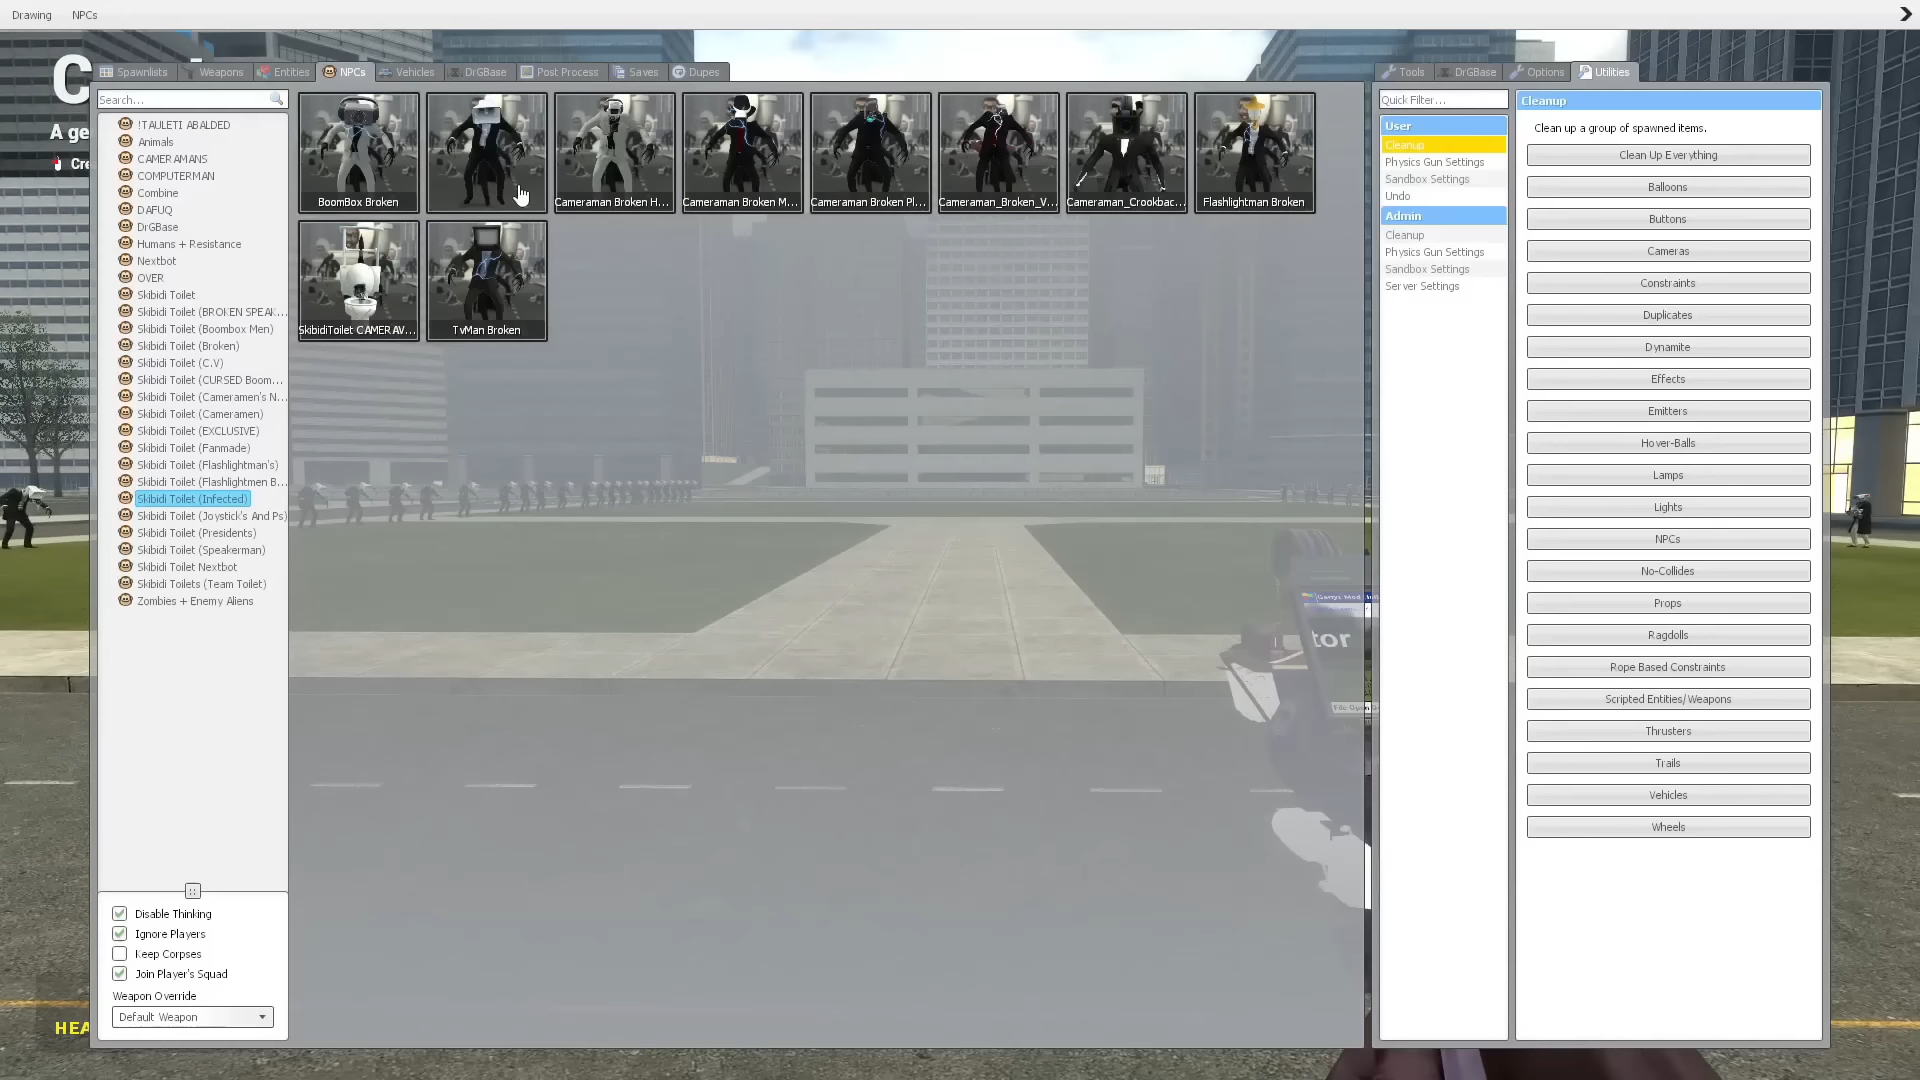 Drawing NPCs
C
A ge
Cre
Spawnlists Weapons Entities NPCs Vehicles DrGBase Post Process Saves Dupes
Search...
!TAULETI ABALDED
Animals
CAMERAMANS
COMPUTERMAN
Combine
DAFUQ
DrGBase
Humans + Resistance
Nextbot
OVER
Skibidi Toilet
Skibidi Toilet (BROKEN SPEAK...
Skibidi Toilet (Boombox Men)
Skibidi Toilet (Broken)
Skibidi Toilet (C.V)
Skibidi Toilet (CURSED Boom...
Skibidi Toilet (Cameramen's N...
Skibidi Toilet (Cameramen)
Skibidi Toilet (EXCLUSIVE)
Skibidi Toilet (Fanmade)
Skibidi Toilet (Flashlightman's)
Skibidi Toilet (Flashlightmen B...
Skibidi Toilet (Infected)
Skibidi Toilet (Joystick's And Ps)
Skibidi Toilet (Presidents)
Skibidi Toilet (Speakerman)
Skibidi Toilet Nextbot
Skibidi Toilets (Team Toilet)
Zombies + Enemy Aliens
Disable Thinking
Ignore Players
Keep Corpses
Join Player's Squad
Weapon Override
Default Weapon
HEA
BoomBox Broken
Cameraman Broken H...
Cameraman Broken M...
Cameraman Broken Pl...
Cameraman_Broken_V...
Cameraman_Crookbac...
Flashlightman Broken
SkibidiToilet CAMERAV...
TvMan Broken
tor
Tools DrGBase Options Utilities
Quick Filter...
User
Cleanup
Physics Gun Settings
Sandbox Settings
Undo
Admin
Cleanup
Physics Gun Settings
Sandbox Settings
Server Settings
Cleanup
Clean up a group of spawned items.
Clean Up Everything
Balloons
Buttons
Cameras
Constraints
Duplicates
Dynamite
Effects
Emitters
Hover-Balls
Lamps
Lights
NPCs
No-Collides
Props
Ragdolls
Rope Based Constraints
Scripted Entities/Weapons
Thrusters
Trails
Vehicles
Wheels